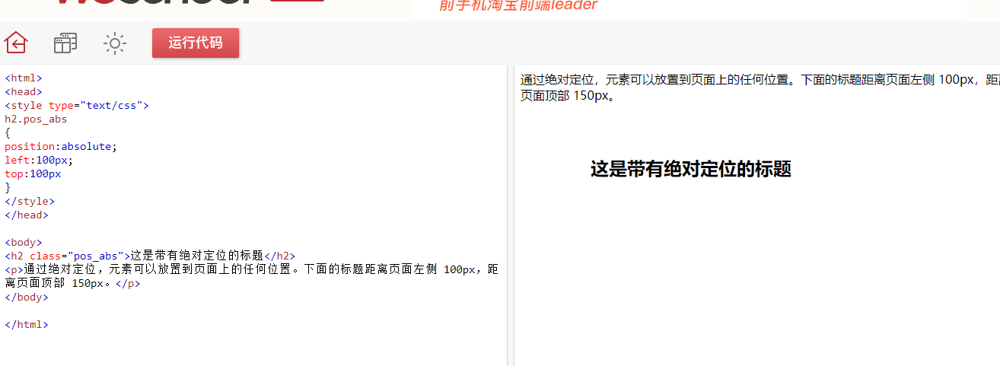 前手机淘宝前端leader
运行代码
<html>
<head>
<style type="text/css">
h2.pos_abs
{
position:absolute;
left:100px;
top:100px
}
</style>
</head>
<body>
<h2 class="pos_abs">这是带有绝对定位的标题</h2>
<p>通过绝对定位，元素可以放置到页面上的任何位置。下面的标题距离页面左侧 100px，距
离页面顶部 150px。</p>
</body>
</html>
通过绝对定位，元素可以放置到页面上的任何位置。下面的标题距离页面左侧 100px，距
页面顶部 150px。
这是带有绝对定位的标题